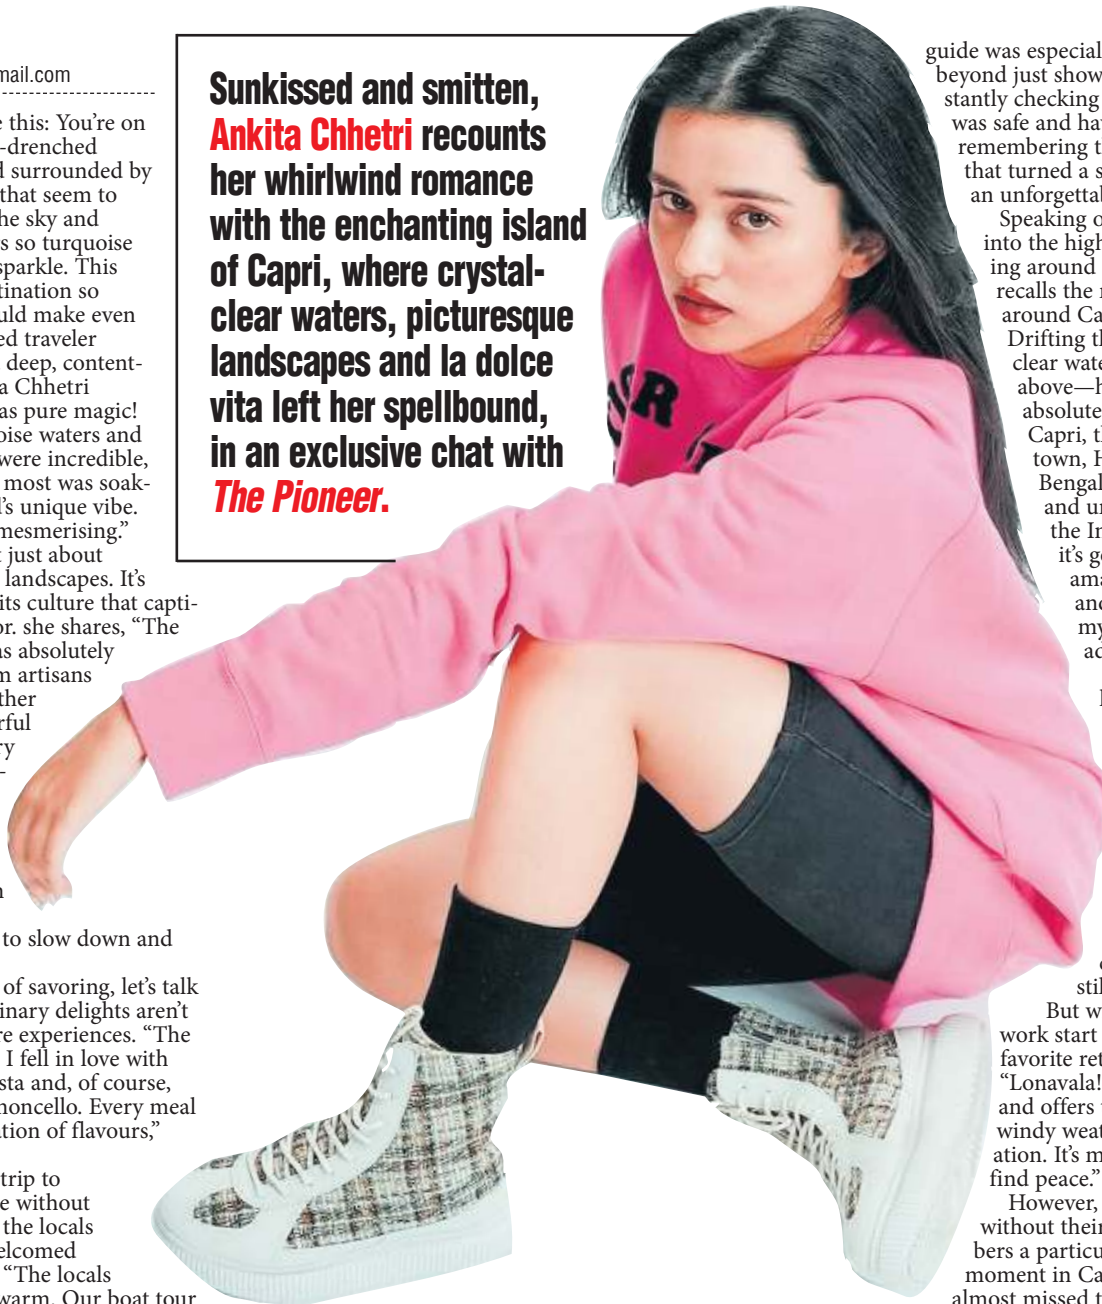 mail.com
e this: You're on
-drenched
d surrounded by
that seem to
he sky and
s so turquoise
sparkle. This
tination so
uld make even
ed traveler
deep, content-
a Chhetri
as pure magic!
oise waters and
were incredible,
most was soak-
l's unique vibe.
mesmerising."
t just about
landscapes. It's
its culture that capti-
or. she shares, "The
as absolutely
m artisans
ther
rful
ry
-
n
to slow down and
of savoring, let's talk
inary delights aren't
re experiences. "The
I fell in love with
sta and, of course,
noncello. Every meal
ation of flavours,"
trip to
e without
the locals
elcomed
"The locals
warm. Our boat tour
Sunkissed and smitten,
Ankita Chhetri recounts
her whirlwind romance
with the enchanting island
of Capri, where crystal-
clear waters, picturesque
landscapes and la dolce
vita left her spellbound,
in an exclusive chat with
The Pioneer.
guide was especial
beyond just show
stantly checking
was safe and ha
remembering t
that turned a s
an unforgettab
Speaking o
into the high
ing around
recalls the r
around Ca
Drifting th
clear wate
above—h
absolute
Capri, t
town, H
Bengal
and u
the In
it's g
ama
and
my
ad
stil
But w
work start
favorite ret
"Lonavala!
and offers
windy weat
ation. It's m
find peace."
However,
without their
bers a particu
moment in Ca
almost missed t